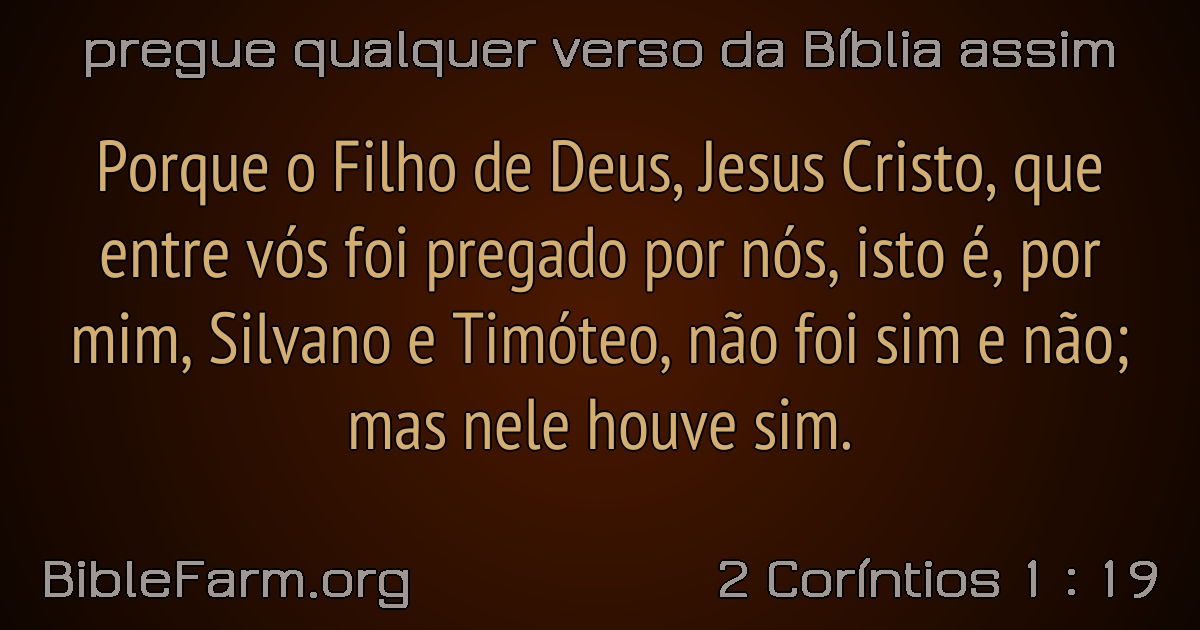 pregue qualquer verso da Bíblia assim
Porque o Filho de Deus, Jesus Cristo, que
entre vós foi pregado por nós, isto é, por
mim, Silvano e Timóteo, não foi sim e não;
mas nele houve sim.
BibleFarm.org
2 Coríntios 1 : 19